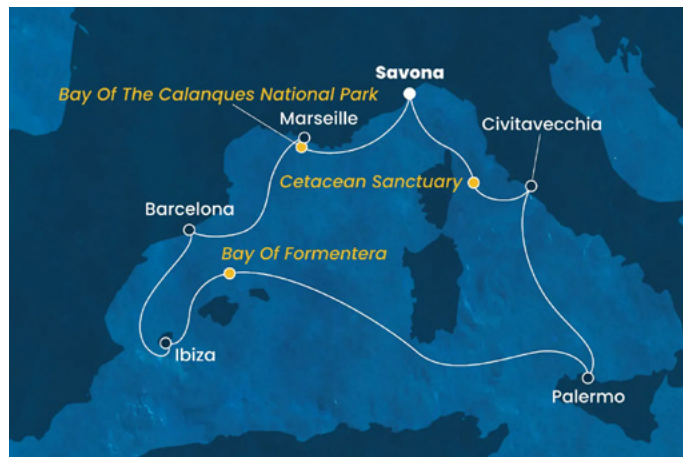 Savona
Bay Of The Calanques National Park
Marseille
Civitavecchia
Cetacean Sanctuary
Barcelona
Bay Of Formentera
Ibiza
Palermo